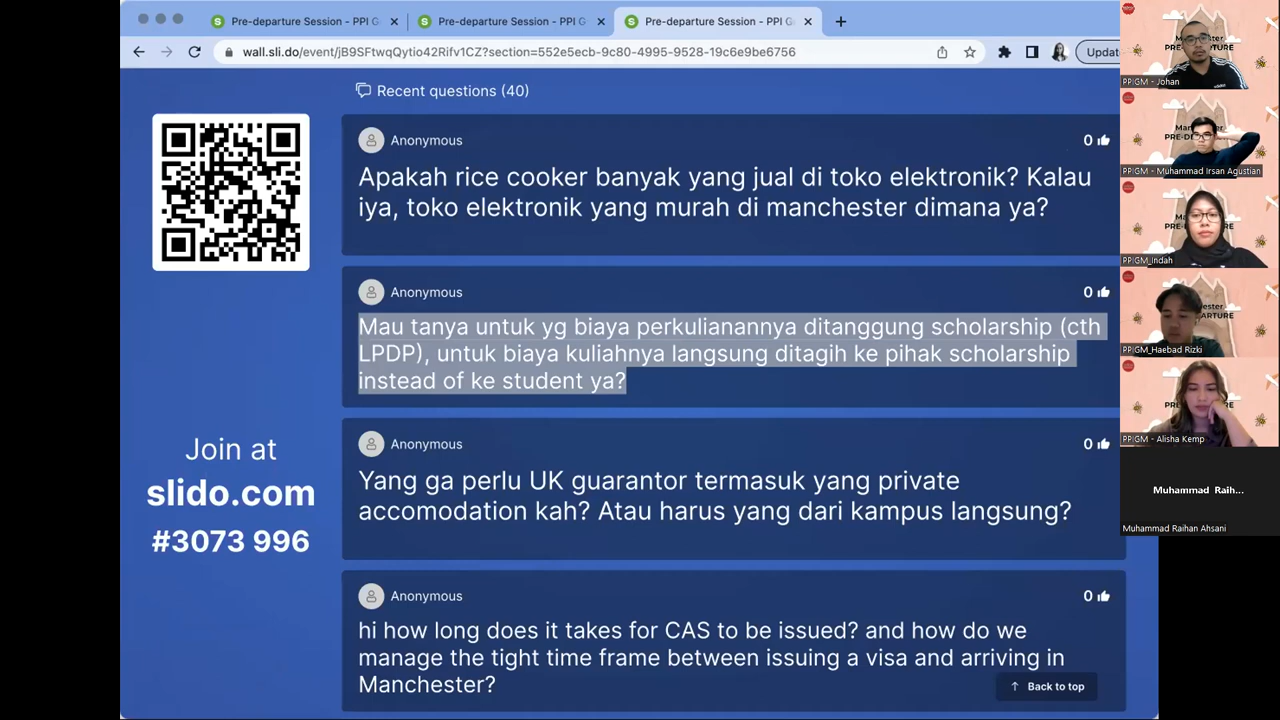 Pre-departure Session - PPI G
Pre-departure Session - PPI G
Pre-departure Session - PPI G
wall.sli.do/event/jB9SFtwqQytio42Rifv1CZ?section=552e5ecb-9c80-4995-9528-19c6e9be6756
Updat
Recent questions (40)
Anonymous
0
Apakah rice cooker banyak yang jual di toko elektronik? Kalau
iya, toko elektronik yang murah di manchester dimana ya?
Anonymous
0
Mau tanya untuk yg biaya perkulianannya ditanggung scholarship (cth
LPDP), untuk biaya kuliahnya langsung ditagih ke pihak scholarship
instead of ke student ya?
Anonymous
0
Yang ga perlu UK guarantor termasuk yang private
accomodation kah? Atau harus yang dari kampus langsung?
Anonymous
0
hi how long does it takes for CAS to be issued? and how do we
manage the tight time frame between issuing a visa and arriving in
Manchester?
Back to top
Join at
slido.com
#3073 996
PPIGM - Johan
PPIGM - Muhammad Irsan Agustian
PPIGM_Indah
PPIGM_Haebad Rizki
PPIGM - Alisha Kemp
Muhammad Raih...
Muhammad Raihan Ahsani